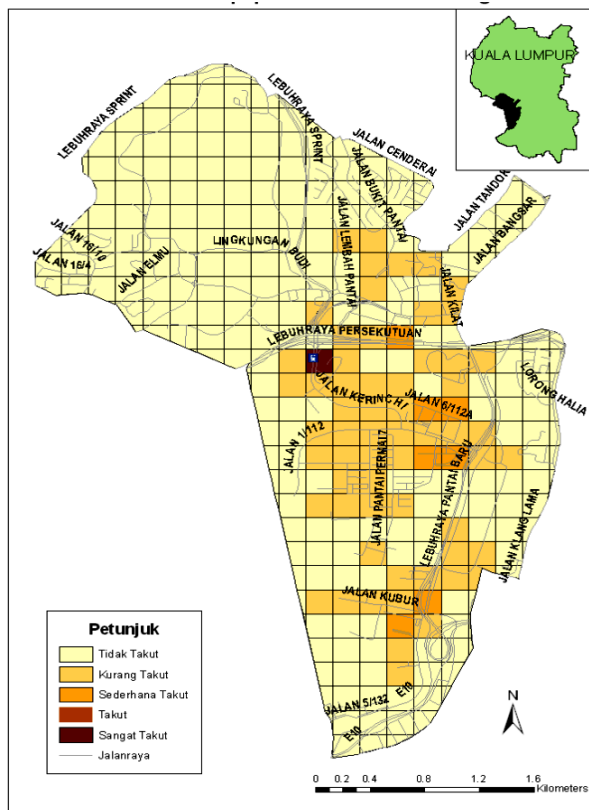 KUALA LUMPUR
LEBUHRAYA SPRINT
LEBUHRAYA SPRINT
JALAN CENDERAI
JALAN BUKIT PANTAI
JALAN TANDOK
JALAN BANGSAR
JALAN LEMBAH PANTAI
LINGKUNGAN BUDI
JALAN 16/10
JALAN 16/4
JALAN ELMU
JALAN KILAT
LEBUHRAYA PERSEKUTUAN
LORONG HALIA
JALAN KERINCHI
JALAN 6/112A
JALAN 1/112
JALAN PANTAI PERMAI 7
LEBUHRAYA PANTAI BARU
JALAN KLANG LAMA
JALAN KUBUR
JALAN 5/132
E10
E10
Petunjuk
Tidak Takut
Kurang Takut
Sederhana Takut
Takut
Sangat Takut
Jalanraya
N
0 0.2 0.4 0.8 1.2 1.6
Kilometers